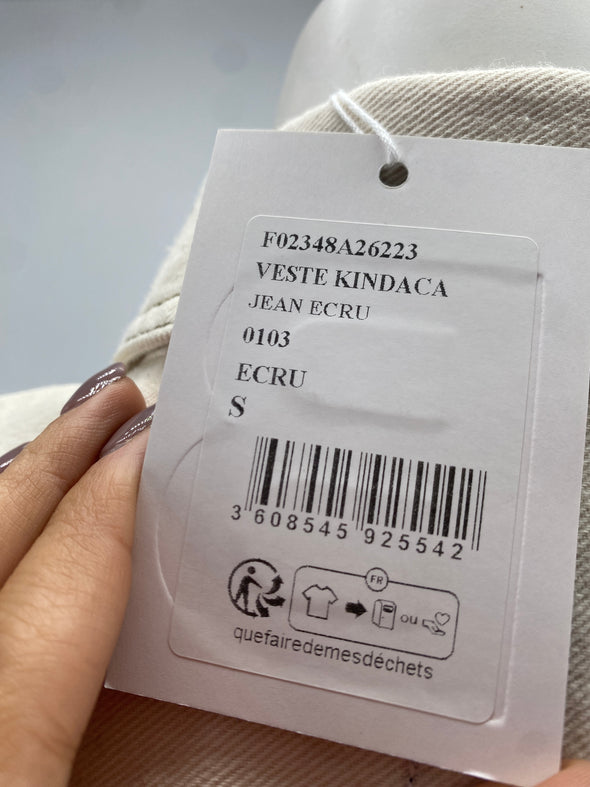 F02348A26223
VESTE KINDACA
JEAN ECRU
0103
ECRU
S
3 608545 925542
FR
ou
quefairedemesdéchets